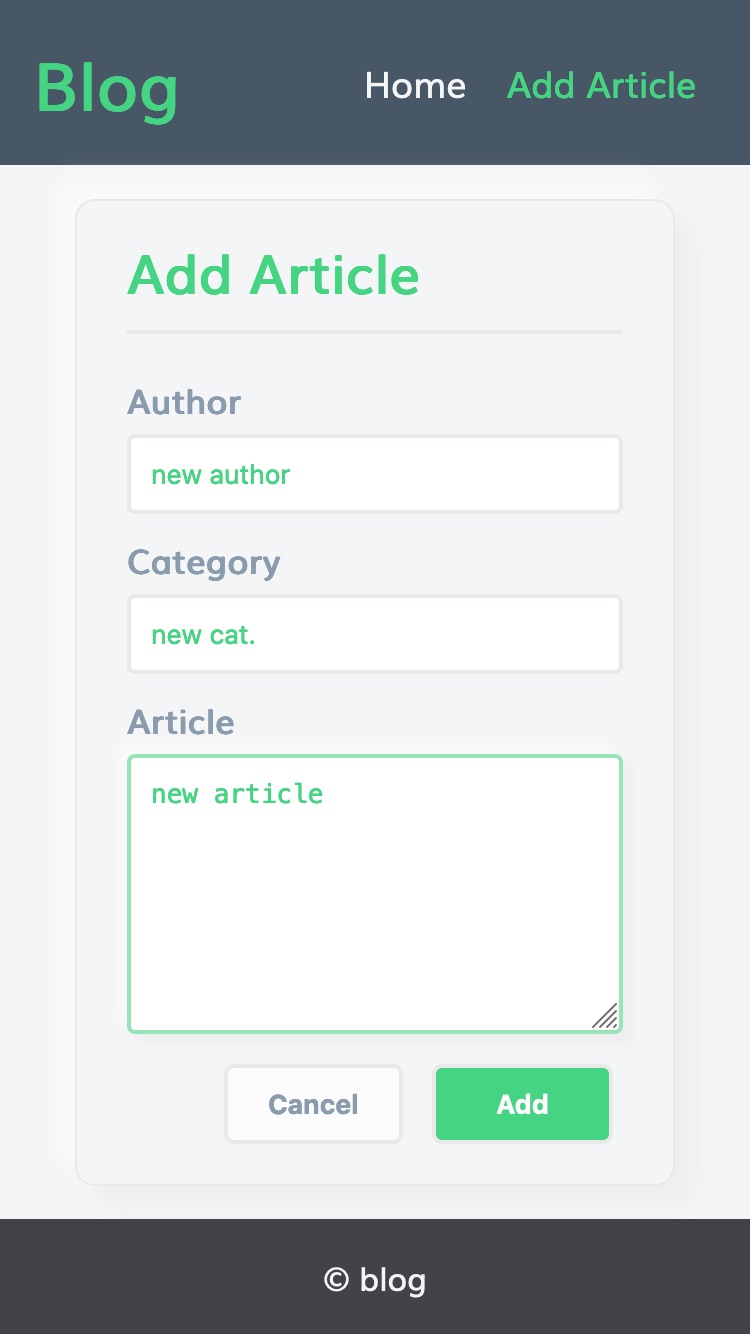 Blog
Home Add Article
Add Article
Author
new author
Category
new cat.
Article
new article
Cancel Add
© blog